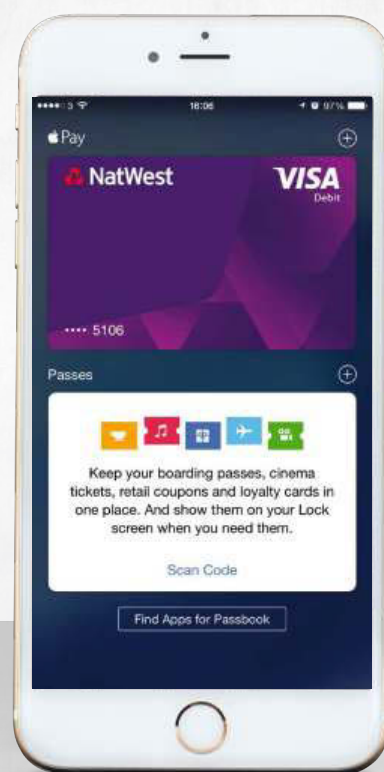 ●●●●○ 3
16:06
97%
Pay
NatWest
VISA
Debit
•••• 5106
Passes
Keep your boarding passes, cinema
tickets, retail coupons and loyalty cards in
one place. And show them on your Lock
screen when you need them.
Scan Code
Find Apps for Passbook